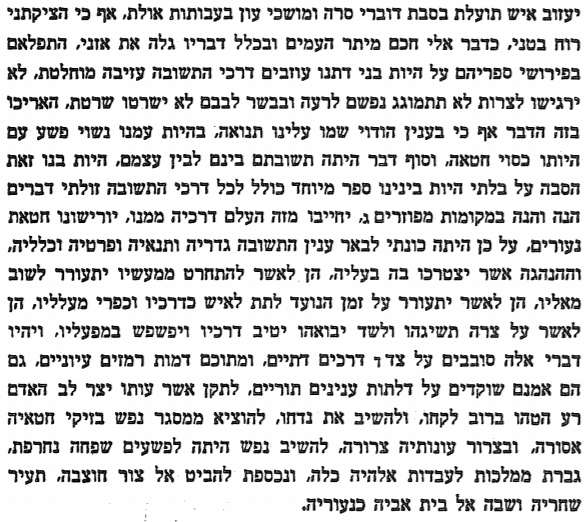 יעזוב איש תועלת בסבת דוברי סרה ומושכי עון בעבותות אולת, אף כי הציקתני
רוח בטני, כדבר אלי חכם מיתר העמים ובכלל דבריו גלה את אזני, התפלאם
בפירושי ספריהם על היות בני דתנו עוזבים דרכי התשובה עזיבה מוחלטת, לא
ירגישו לצרות לא תתמוגג נפשם לרעה ובבשר לבבם לא ישרטו שרטת, האריכו
בזה הדבר אף כי בענין הודוי שמו עלינו תנואה, בהיות עמנו נשוי פשע עם
היותו כסוי חטאה, וסוף דבר היתה תשובתם בינם לבין עצמם, היות בנו זאת
הסבה על בלתי היות בינינו ספר מיוחד כולל לכל דרכי התשובה זולתי דברים
הנה והנה במקומות מפוזרים ג, יחייבו מזה העלם דרכיה ממנו, יורישונו חטאת
נעורים, על כן היתה כונתי לבאר ענין התשובה גדריה ותנאיה ופרטיה וכלליה,
וההנהגה אשר יצטרכו בה בעליה, הן לאשר להתחרט ממעשיו יתעורר לשוב
מאליו, הן לאשר יתעורר על זמן הנועד לתת לאיש כדרכיו וכפרי מעלליו, הן
לאשר על צרה תשיגהו ולשד יבואהו יטיב דרכיו ויפשפש במפעליו, ויהיו
דברי אלה סובבים על צד ד דרכים דתיים, ומתוכם דמות רמזים עיוניים, גם
הם אמנם שוקדים על דלתות ענינים תוריים, לתקן אשר עותו יצר לב האדם
רע הטהו ברוב לקחו, ולהשיב את נדחו, להוציא ממסגר נפש בזיקי חטאיה
אסורה, ובצרור עונותיה צרורה, להשיב נפש היתה לפשעים שפחה נחרפת,
גברת ממלכות לעבדות אלהיה כלה, ונכספת להביט אל צור חוצבה, תעיר
שחריה ושבה אל בית אביה כנעוריה.